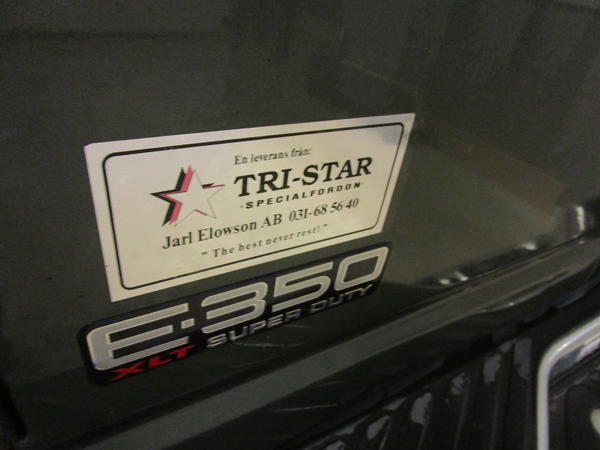 En leverans från:
TRI-STAR
·SPECIALFORDON·
Jarl Elowson AB 031-68 56 40
"The best never rest!"
E-350
XLT SUPER DUTY